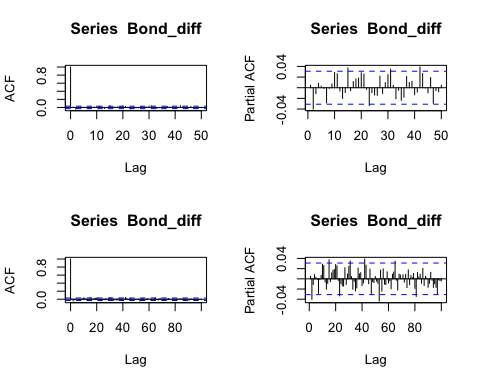 Series Bond_diff
ACF
0.0
0.8
0 10 20 30 40 50
Lag
Series Bond_diff
Partial ACF
-0.04
0.04
0 10 20 30 40 50
Lag
Series Bond_diff
ACF
0.0
0.8
0 20 40 60 80
Lag
Series Bond_diff
Partial ACF
-0.04
0.04
0 20 40 60 80
Lag